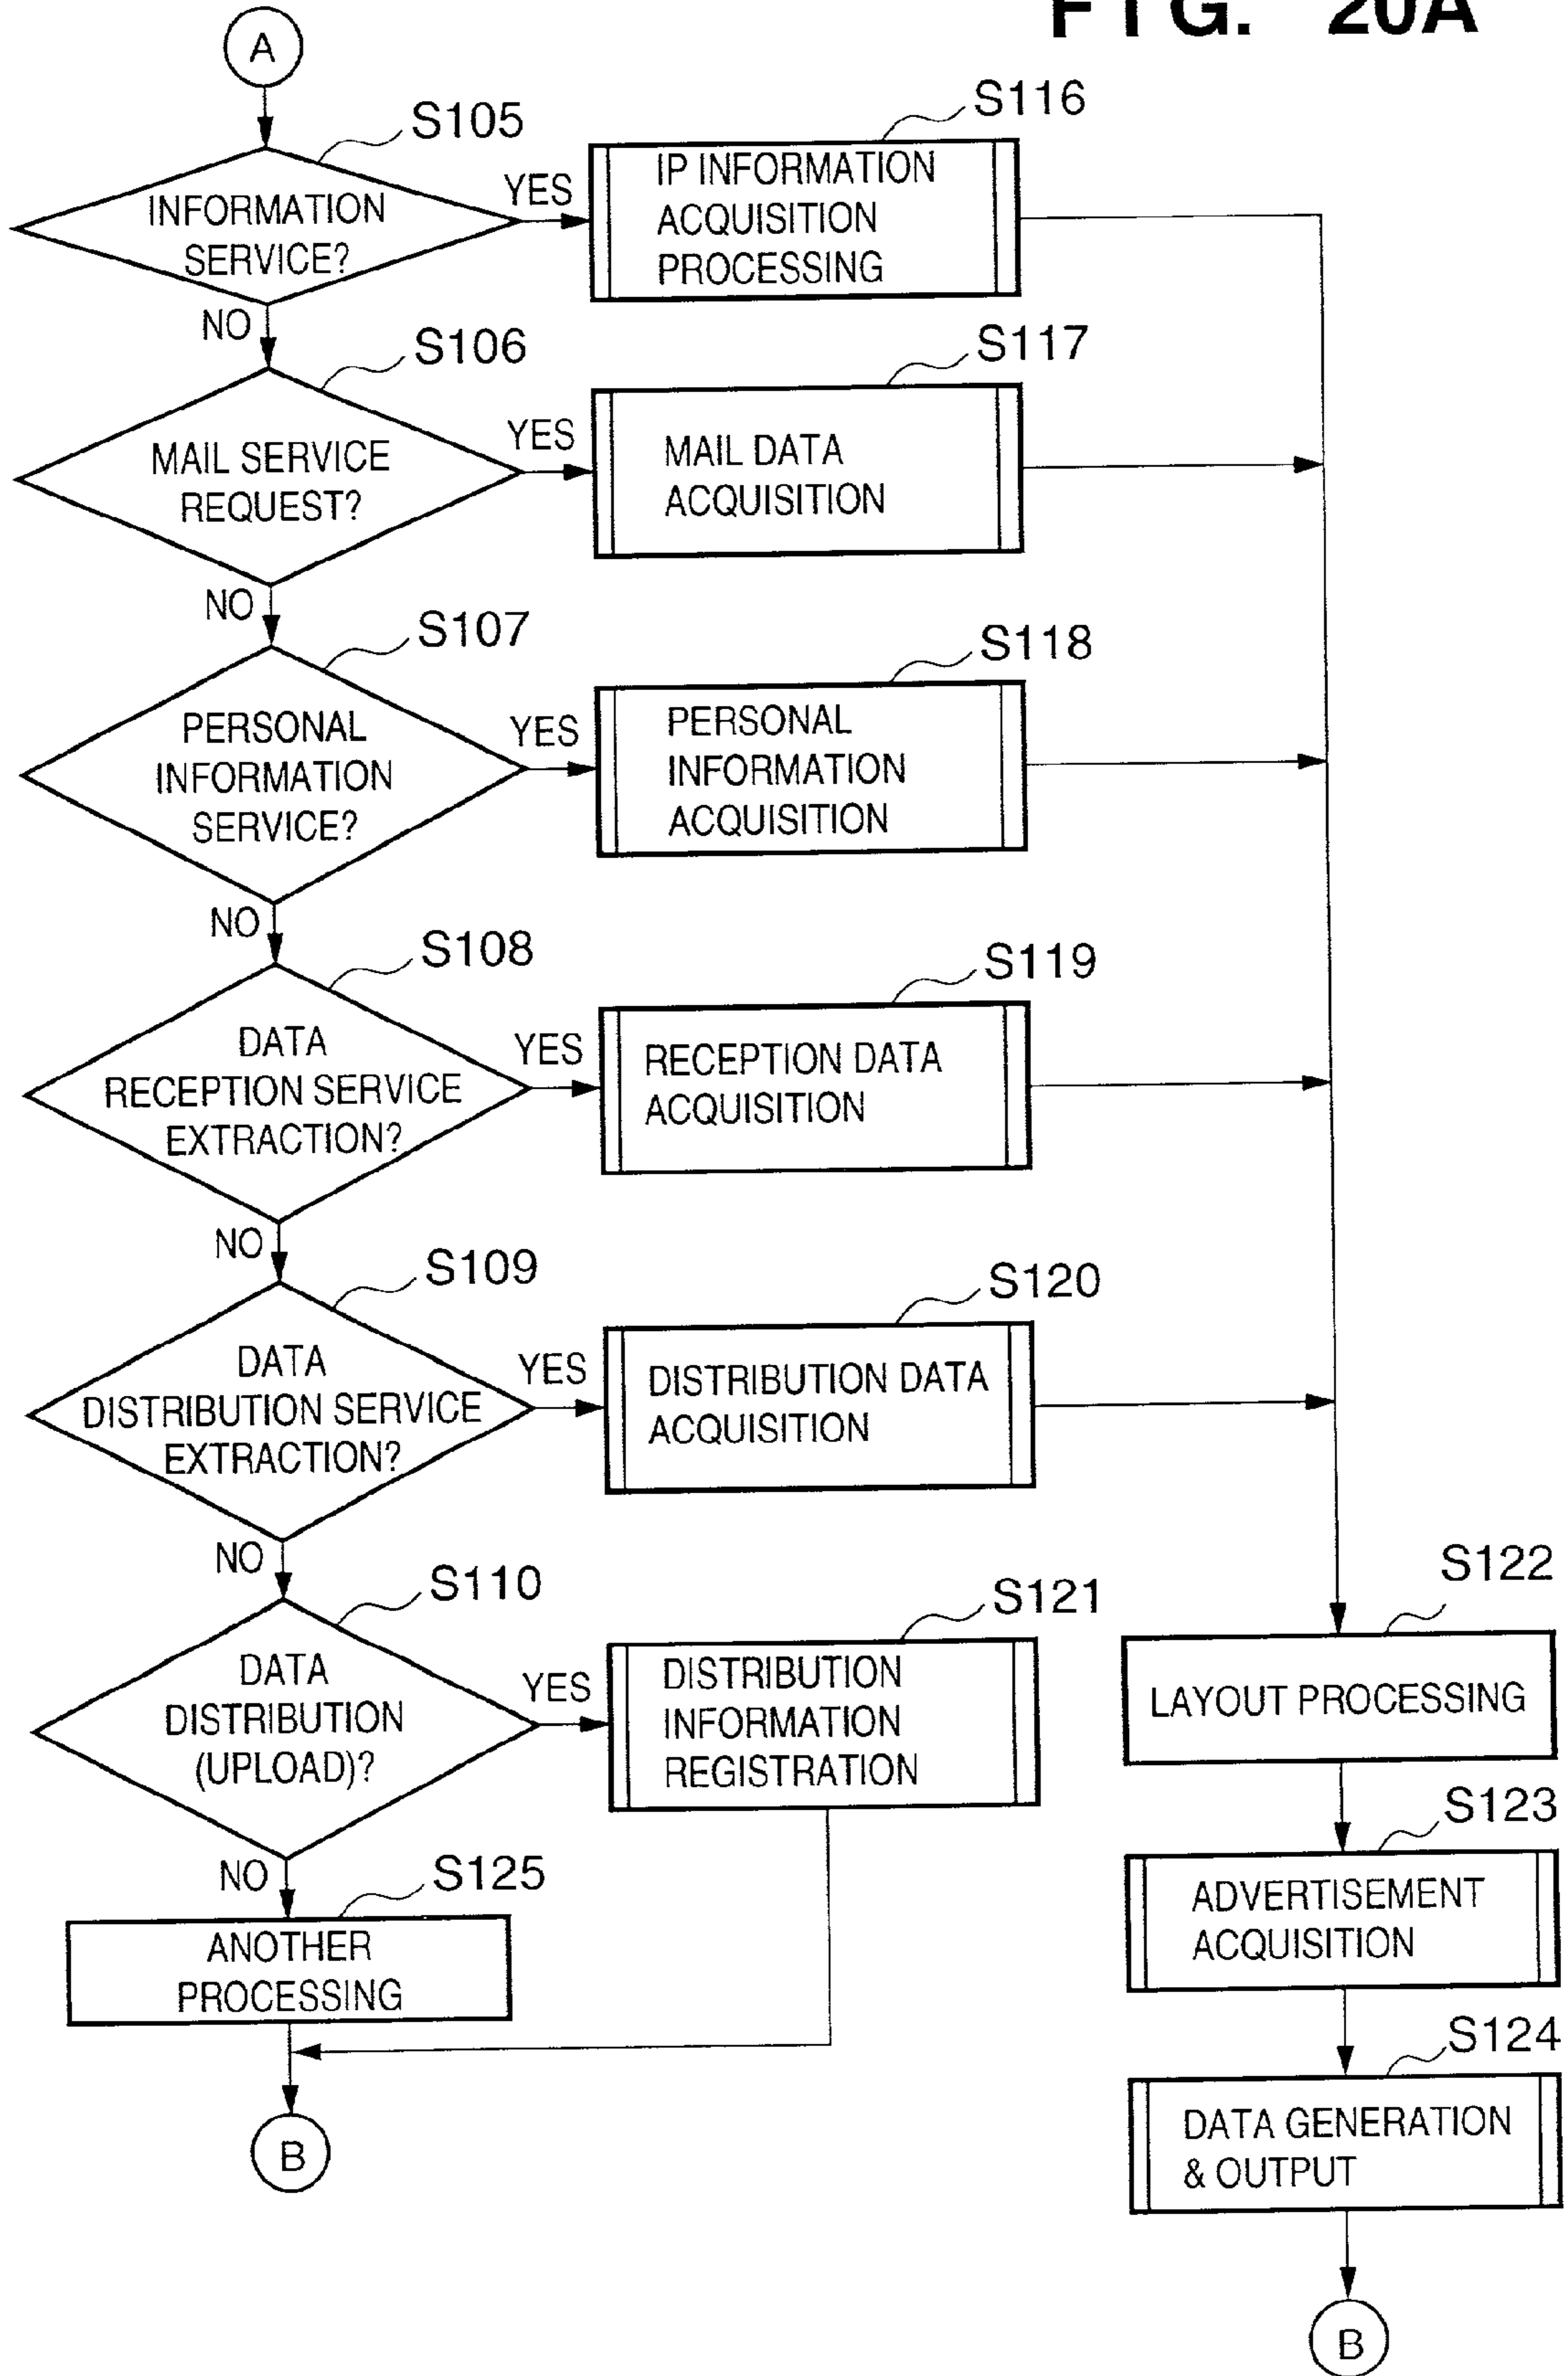 FIG. 20A
A
S105
INFORMATION
SERVICE?
YES
S116
IP INFORMATION
ACQUISITION
PROCESSING
NO
S106
MAIL SERVICE
REQUEST?
YES
S117
MAIL DATA
ACQUISITION
NO
S107
PERSONAL
INFORMATION
SERVICE?
YES
S118
PERSONAL
INFORMATION
ACQUISITION
NO
S108
DATA
RECEPTION SERVICE
EXTRACTION?
YES
S119
RECEPTION DATA
ACQUISITION
NO
S109
DATA
DISTRIBUTION SERVICE
EXTRACTION?
YES
S120
DISTRIBUTION DATA
ACQUISITION
NO
S110
DATA
DISTRIBUTION
(UPLOAD)?
YES
S121
DISTRIBUTION
INFORMATION
REGISTRATION
NO
S125
ANOTHER
PROCESSING
B
S122
LAYOUT PROCESSING
S123
ADVERTISEMENT
ACQUISITION
S124
DATA GENERATION
& OUTPUT
B